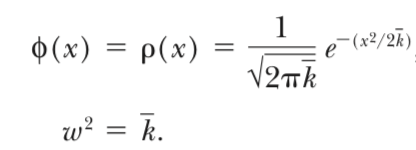 ϕ(x) = ρ(x) = 1/√(2πk̅) e^−(x²/2k̅),
w² = k̅.